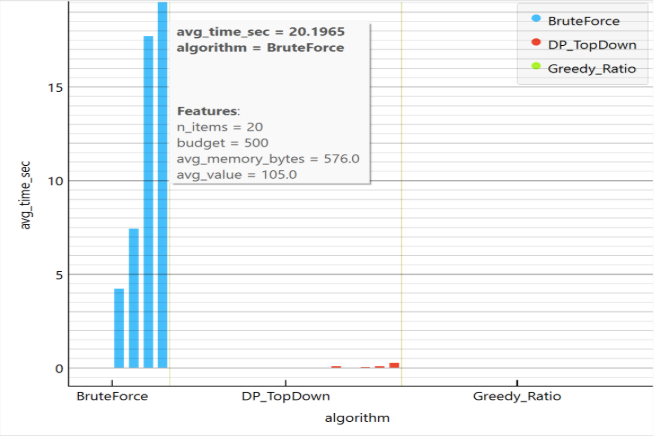 avg_time_sec = 20.1965
algorithm = BruteForce
Features:
n_items = 20
budget = 500
avg_memory_bytes = 576.0
avg_value = 105.0
BruteForce
DP_TopDown
Greedy_Ratio
avg_time_sec
15
10
5
0
BruteForce
DP_TopDown
Greedy_Ratio
algorithm